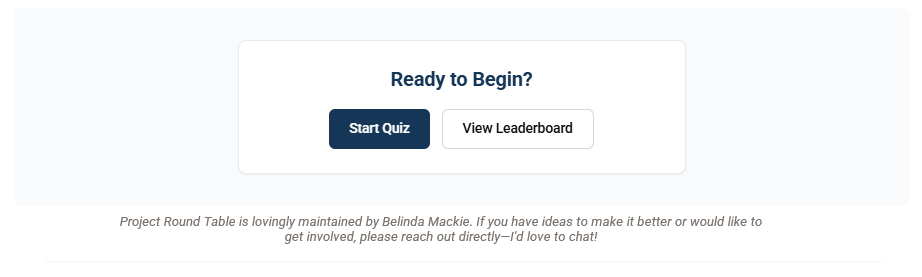 Ready to Begin?
Start Quiz
View Leaderboard
Project Round Table is lovingly maintained by Belinda Mackie. If you have ideas to make it better or would like to
get involved, please reach out directly—I'd love to chat!